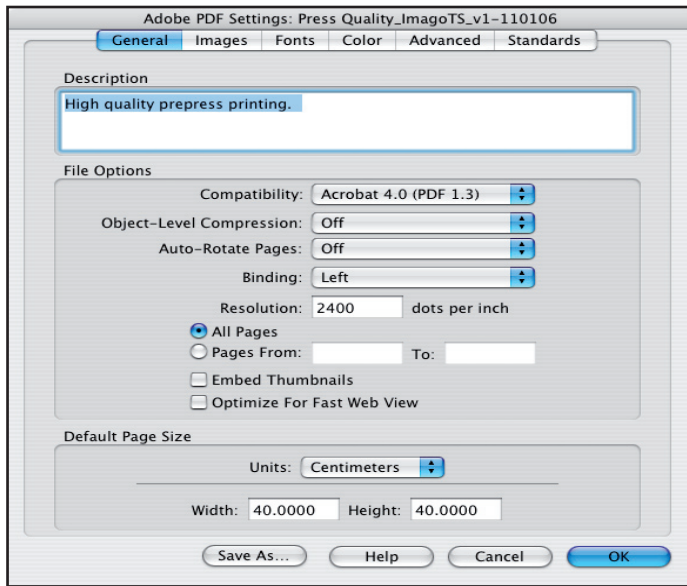 Adobe PDF Settings: Press Quality_ImagoTS_v1-110106
General Images Fonts Color Advanced Standards
Description
High quality prepress printing.
File Options
Compatibility: Acrobat 4.0 (PDF 1.3)
Object-Level Compression: Off
Auto-Rotate Pages: Off
Binding: Left
Resolution: 2400 dots per inch
All Pages
Pages From: To:
Embed Thumbnails
Optimize For Fast Web View
Default Page Size
Units: Centimeters
Width: 40.0000 Height: 40.0000
Save As... Help Cancel OK